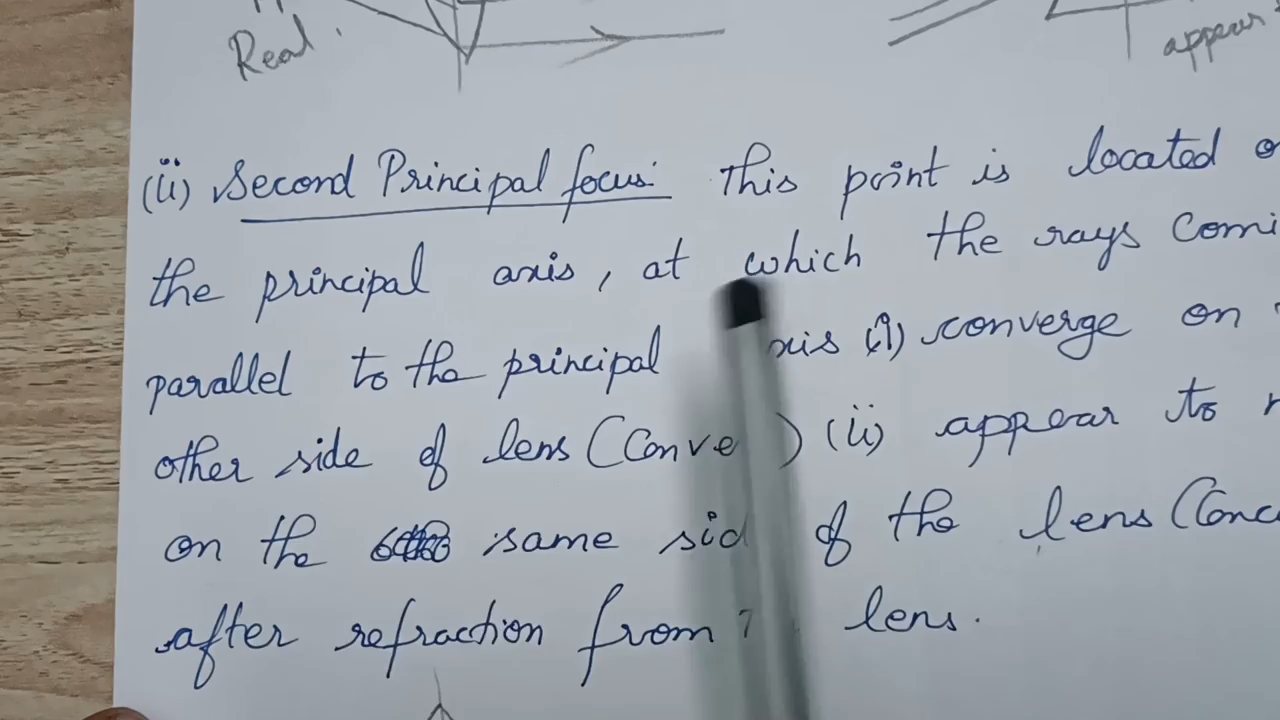 Real.
appear
(ii) Second Principal focus: This point is located
the principal axis, at which the rays
parallel to the principal (i) converge on
other side of lens ( ) (ii) appear to
on the same of the lens
after refraction from lens.